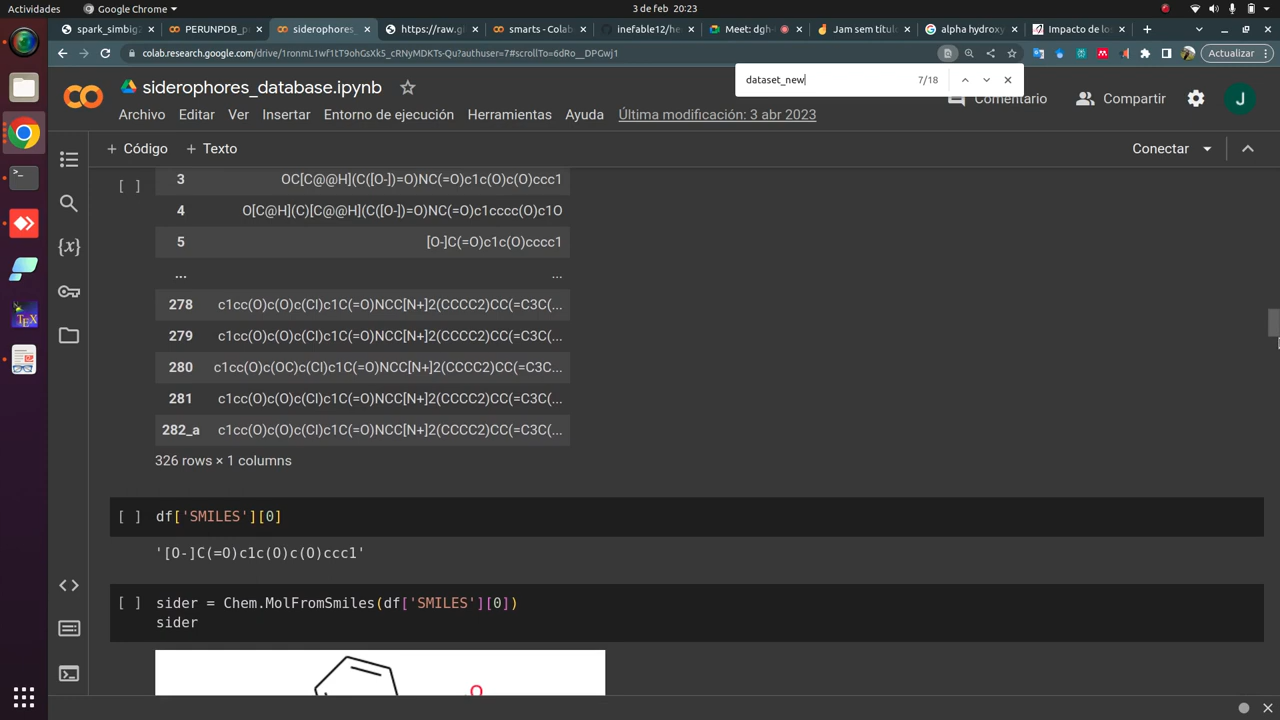 Actividades
Google Chrome
3 de feb 20:23
spark_simbig
PERUNPDB_p
siderophores_
https://raw.gi
smarts - Colab
inefable12/he
Meet: dgh-
Jam sem títul
alpha hydroxy
Impacto de lo
colab.research.google.com/drive/1ronmL1wf1tT9ohGsXk5_cRNyMDKTs-Qu?authuser=7#scrollTo=6dRo__DPGwj1
Actualizar
dataset_new
7/18
siderophores_database.ipynb
Comentario
Compartir
J
Archivo Editar Ver Insertar Entorno de ejecución Herramientas Ayuda Última modificación: 3 abr 2023
+ Código + Texto
Conectar
[ ]
3 OC[C@@H](C([O-])=O)NC(=O)c1c(O)c(O)ccc1
4 O[C@H](C)[C@@H](C([O-])=O)NC(=O)c1cccc(O)c1O
5 [O-]C(=O)c1c(O)cccc1
... ...
278 c1cc(O)c(O)c(Cl)c1C(=O)NCC[N+]2(CCCC2)CC(=C3C(...
279 c1cc(O)c(O)c(Cl)c1C(=O)NCC[N+]2(CCCC2)CC(=C3C(...
280 c1cc(O)c(OC)c(Cl)c1C(=O)NCC[N+]2(CCCC2)CC(=C3C...
281 c1cc(O)c(O)c(Cl)c1C(=O)NCC[N+]2(CCCC2)CC(=C3C(...
282_a c1cc(O)c(O)c(Cl)c1C(=O)NCC[N+]2(CCCC2)CC(=C3C(...
326 rows × 1 columns
[ ] df['SMILES'][0]
'[O-]C(=O)c1c(O)c(O)ccc1'
[ ] sider = Chem.MolFromSmiles(df['SMILES'][0])
sider
O
{x}
TEX